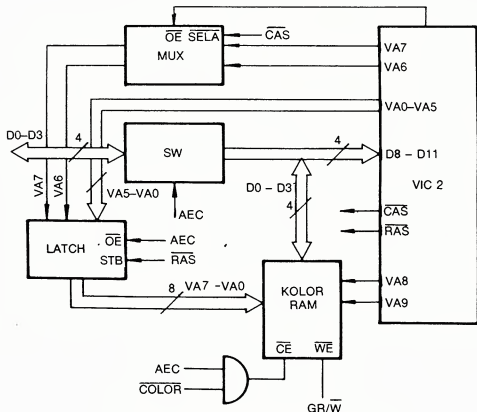 OE SELA
MUX
CAS
VA7
VA6
VA0–VA5
D0–D3
4
SW
4
D8 – D11
VIC 2
VA7
VA6
VA5–VA0
AEC
D0 – D3
4
CAS
RAS
LATCH
OE
STB
AEC
RAS
8
VA7 -VA0
KOLOR
RAM
VA8
VA9
CE
WE
AEC
COLOR
GR/W